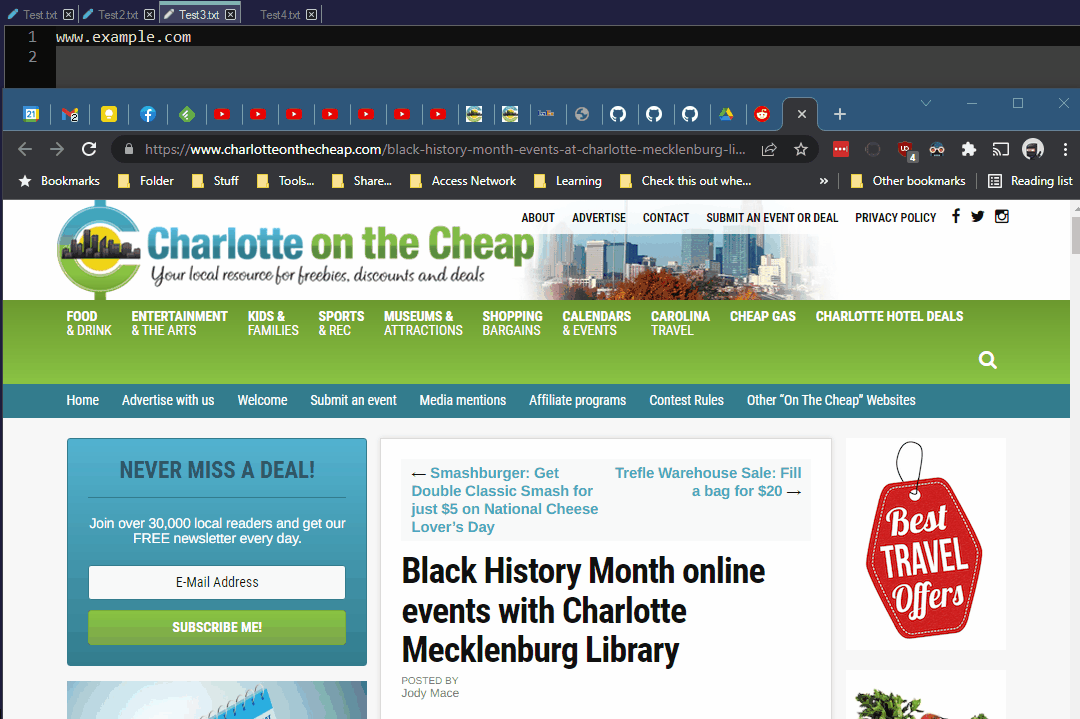 Test.txt Test2.txt Test3.txt Test4.txt
1 www.example.com
2
21 2
https://www.charlotteonthecheap.com/black-history-month-events-at-charlotte-mecklenburg-li... UD 4
Bookmarks Folder Stuff Tools... Share... Access Network Learning Check this out whe... » Other bookmarks Reading list
ABOUT ADVERTISE CONTACT SUBMIT AN EVENT OR DEAL PRIVACY POLICY
Charlotte on the Cheap
Your local resource for freebies, discounts and deals
FOOD ENTERTAINMENT KIDS & SPORTS MUSEUMS & SHOPPING CALENDARS CAROLINA CHEAP GAS CHARLOTTE HOTEL DEALS
& DRINK & THE ARTS FAMILIES & REC ATTRACTIONS BARGAINS & EVENTS TRAVEL
Home Advertise with us Welcome Submit an event Media mentions Affiliate programs Contest Rules Other “On The Cheap” Websites
NEVER MISS A DEAL!
Join over 30,000 local readers and get our
FREE newsletter every day.
E-Mail Address
SUBSCRIBE ME!
← Smashburger: Get
Double Classic Smash for
just $5 on National Cheese
Lover’s Day
Trefle Warehouse Sale: Fill
a bag for $20 →
Black History Month online
events with Charlotte
Mecklenburg Library
POSTED BY
Jody Mace
Best
TRAVEL
Offers